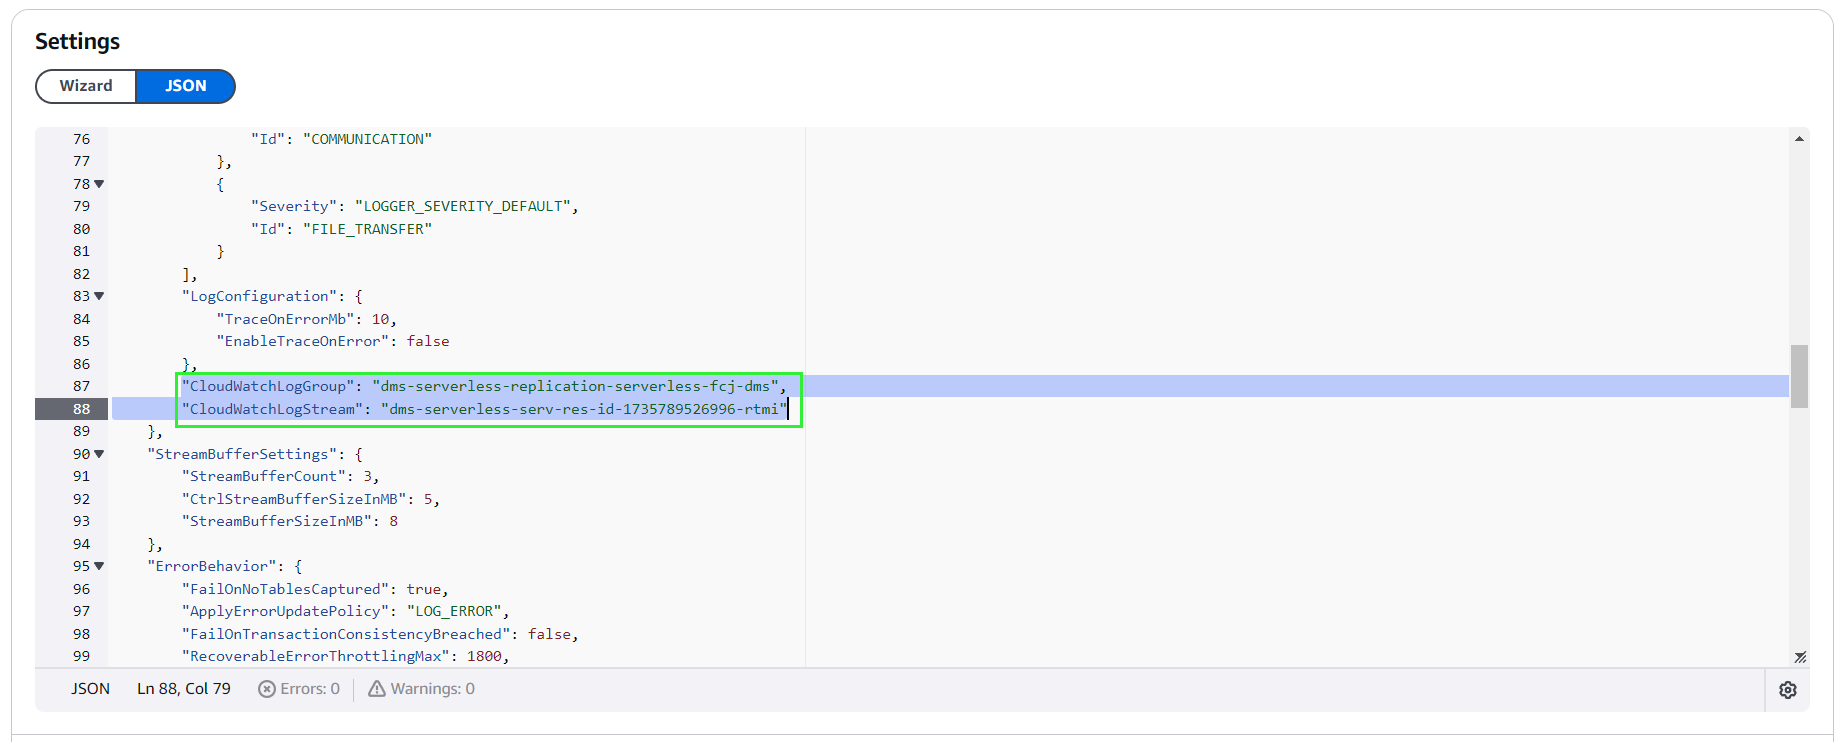 Settings
Wizard JSON
76 "Id": "COMMUNICATION"
77 },
78 {
79 "Severity": "LOGGER_SEVERITY_DEFAULT",
80 "Id": "FILE_TRANSFER"
81 }
82 ],
83 "LogConfiguration": {
84 "TraceOnErrorMb": 10,
85 "EnableTraceOnError": false
86 },
87 "CloudWatchLogGroup": "dms-serverless-replication-serverless-fcj-dms",
88 "CloudWatchLogStream": "dms-serverless-serv-res-id-1735789526996-rtmi"
89 },
90 "StreamBufferSettings": {
91 "StreamBufferCount": 3,
92 "CtrlStreamBufferSizeInMB": 5,
93 "StreamBufferSizeInMB": 8
94 },
95 "ErrorBehavior": {
96 "FailOnNoTablesCaptured": true,
97 "ApplyErrorUpdatePolicy": "LOG_ERROR",
98 "FailOnTransactionConsistencyBreached": false,
99 "RecoverableErrorThrottlingMax": 1800,
JSON Ln 88, Col 79 Errors: 0 Warnings: 0